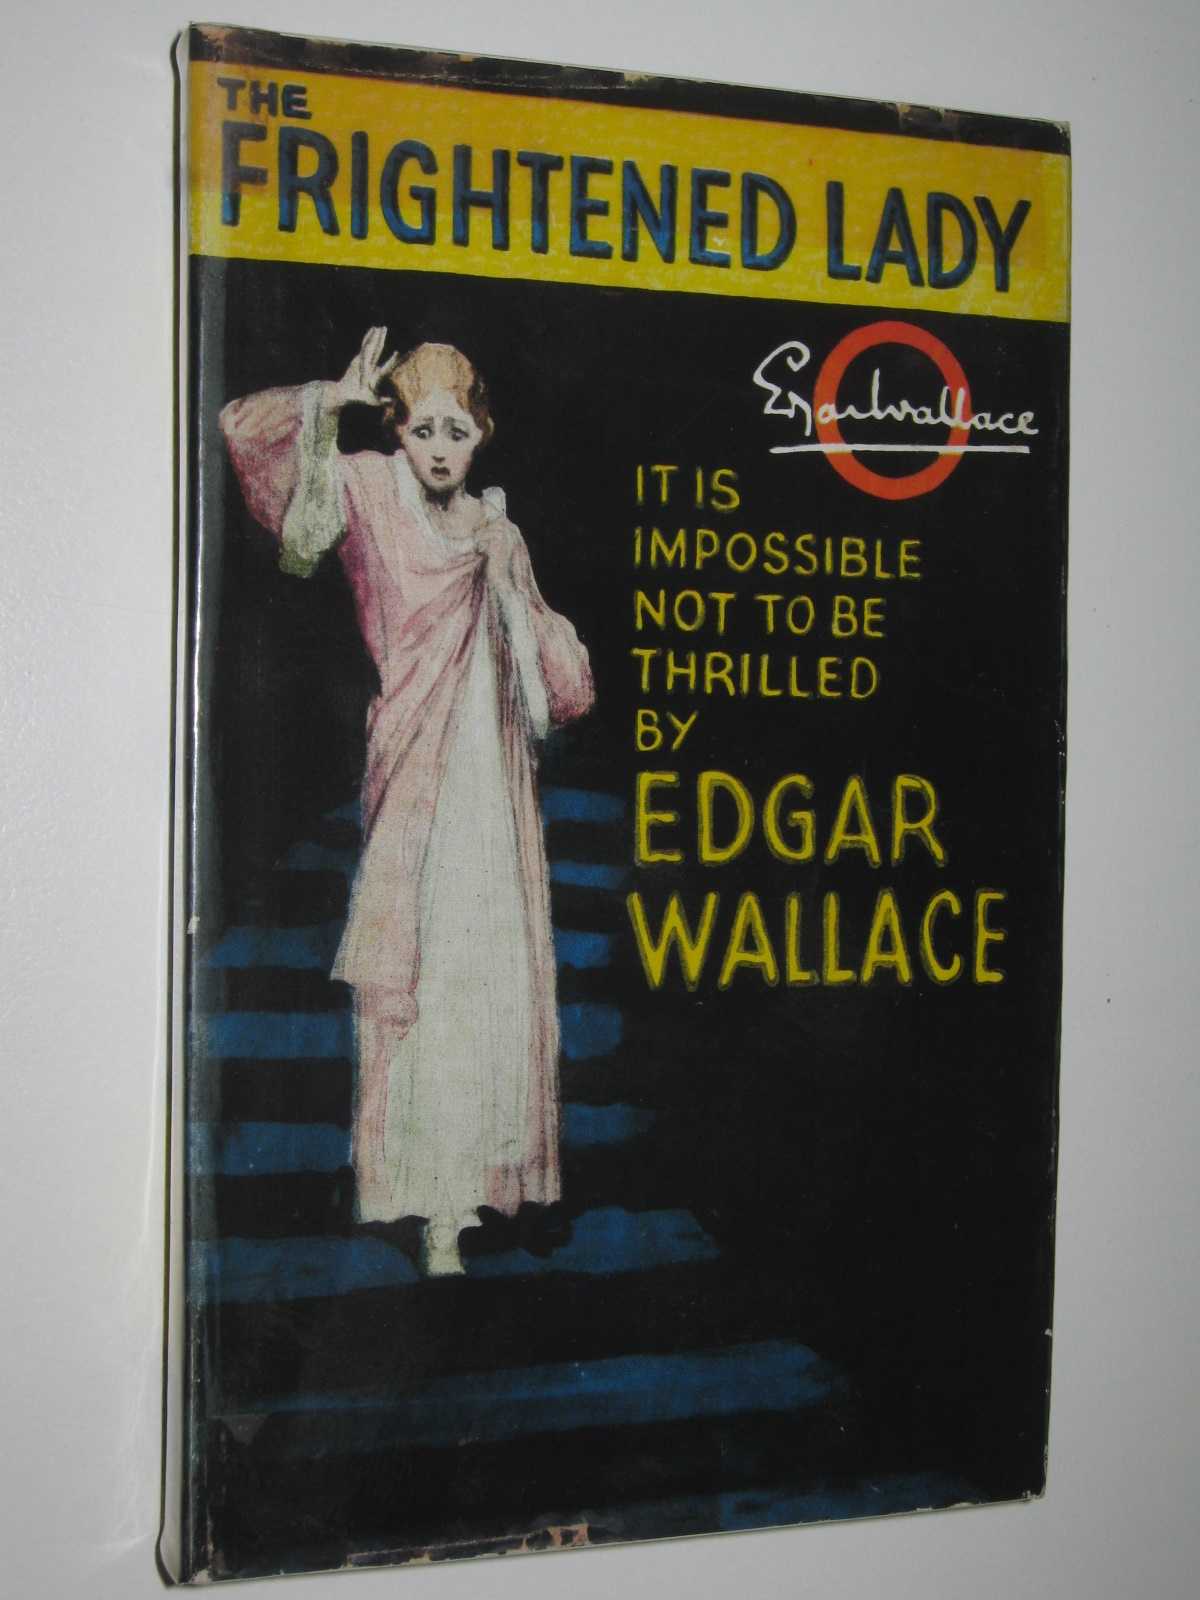 THE
FRIGHTENED LADY
Edgar Wallace
IT IS
IMPOSSIBLE
NOT TO BE
THRILLED
BY
EDGAR
WALLACE